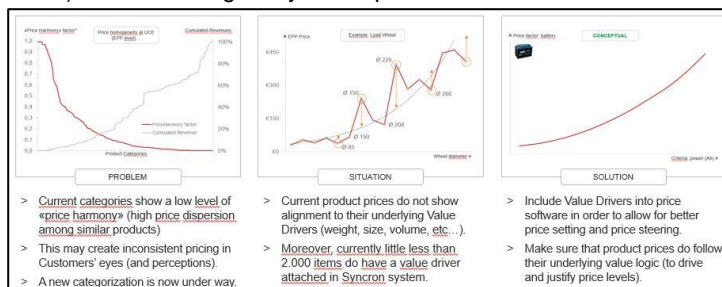 «Price Harmony» factor*
Cumulated Revenues
Price homogeneity at OCE
(EPP level)
1,0
0,9
0,8
0,7
0,6
0,5
0,4
0,3
0,2
0,1
0,0
100%
80%
60%
40%
20%
0%
PriceHarmony factor
Cumulated Revenue
Product Categories
PROBLEM
> Current categories show a low level of
«price harmony» (high price dispersion
among similar products)
> This may create inconsistent pricing in
Customers' eyes (and perceptions).
> A new categorization is now under way.
EPP Price
Example: Load Wheel
€450
€300
€150
€0
Ø 220
Ø 150
Ø 260
Ø 200
Ø 150
Ø 85
Wheel diameter
SITUATION
> Current product prices do not show
alignment to their underlying Value
Drivers (weight, size, volume, etc…).
> Moreover, currently little less than
2.000 items do have a value driver
attached in Syncron system.
Price factor: battery
CONCEPTUAL
Criteria: power (Ah)
SOLUTION
> Include Value Drivers into price
software in order to allow for better
price setting and price steering.
> Make sure that product prices do follow
their underlying value logic (to drive
and justify price levels).